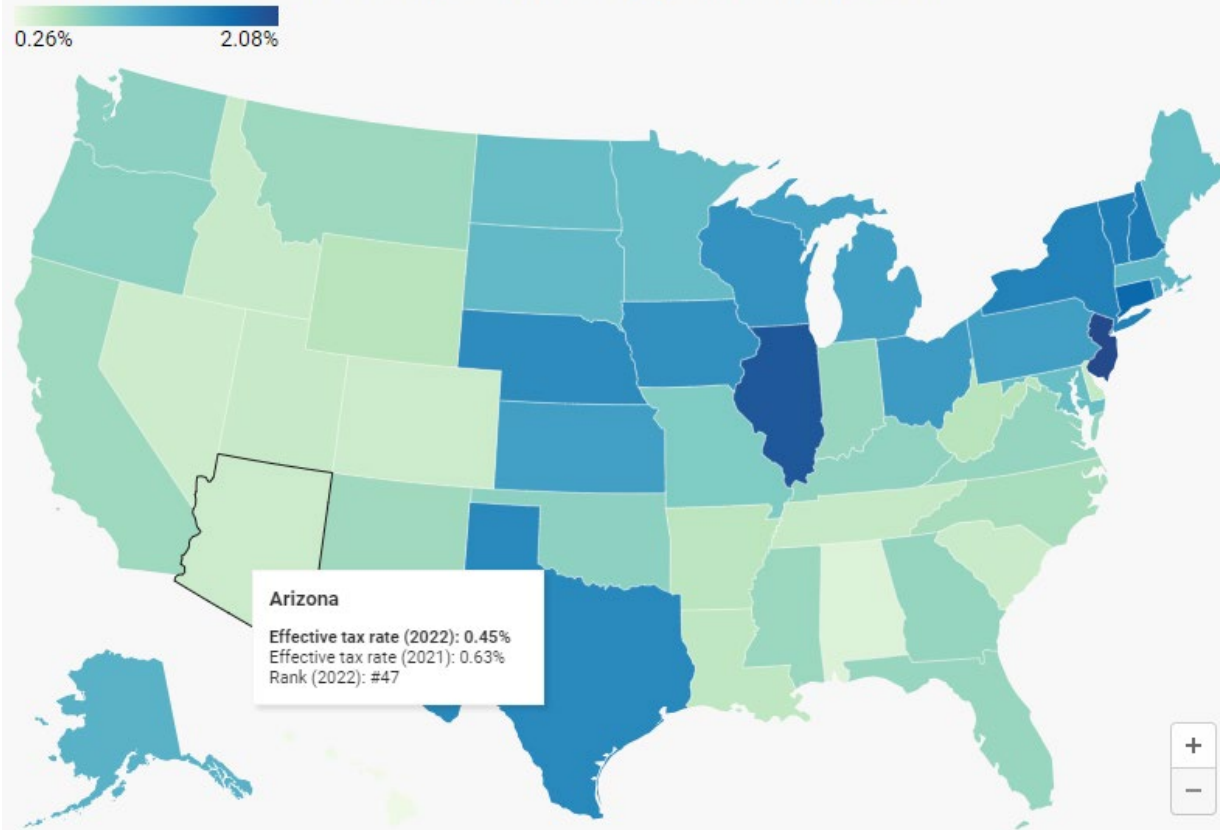 0.26% 2.08%
Arizona
Effective tax rate (2022): 0.45%
Effective tax rate (2021): 0.63%
Rank (2022): #47
+
−